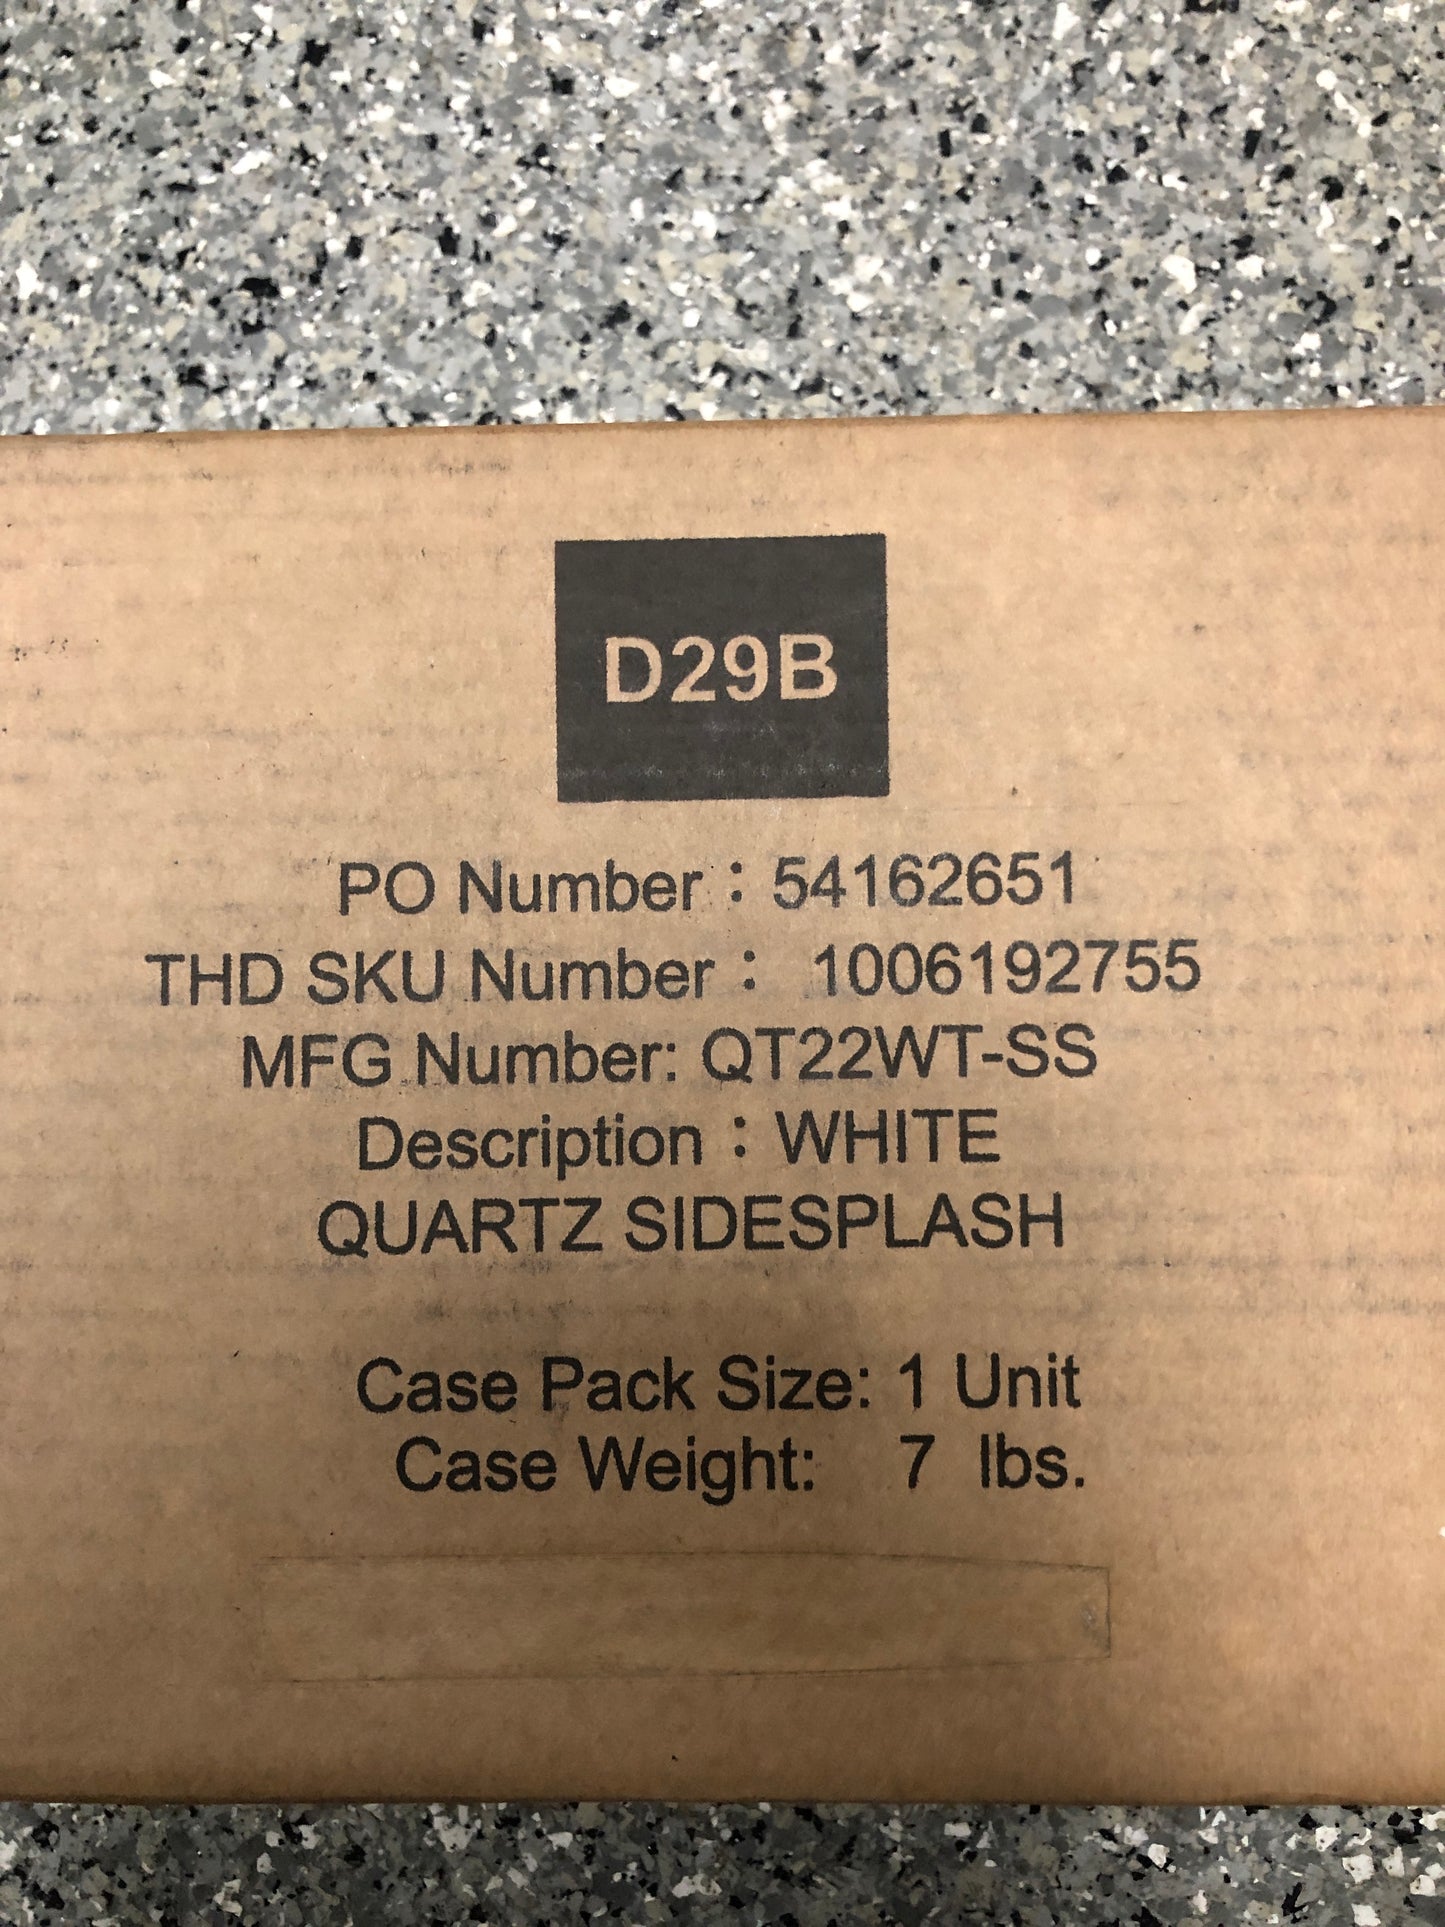 D29B
PO Number：54162651
THD SKU Number： 1006192755
MFG Number: QT22WT-SS
Description：WHITE
QUARTZ SIDESPLASH
Case Pack Size: 1 Unit
Case Weight: 7 lbs.